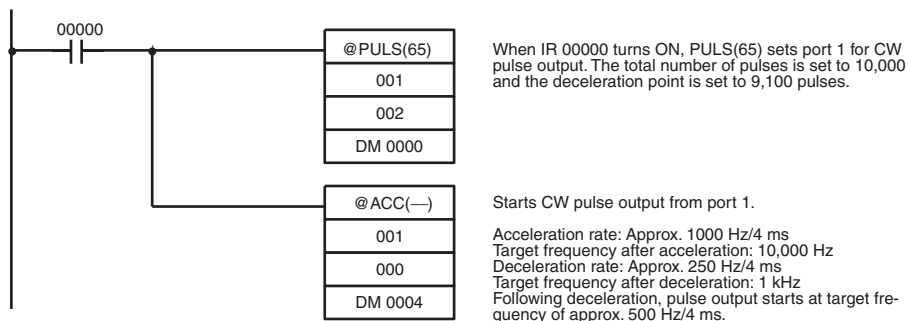 00000
@PULS(65)
001
002
DM 0000
When IR 00000 turns ON, PULS(65) sets port 1 for CW
pulse output. The total number of pulses is set to 10,000
and the deceleration point is set to 9,100 pulses.
@ACC(—)
001
000
DM 0004
Starts CW pulse output from port 1.
Acceleration rate: Approx. 1000 Hz/4 ms
Target frequency after acceleration: 10,000 Hz
Deceleration rate: Approx. 250 Hz/4 ms
Target frequency after deceleration: 1 kHz
Following deceleration, pulse output starts at target fre-
quency of approx. 500 Hz/4 ms.